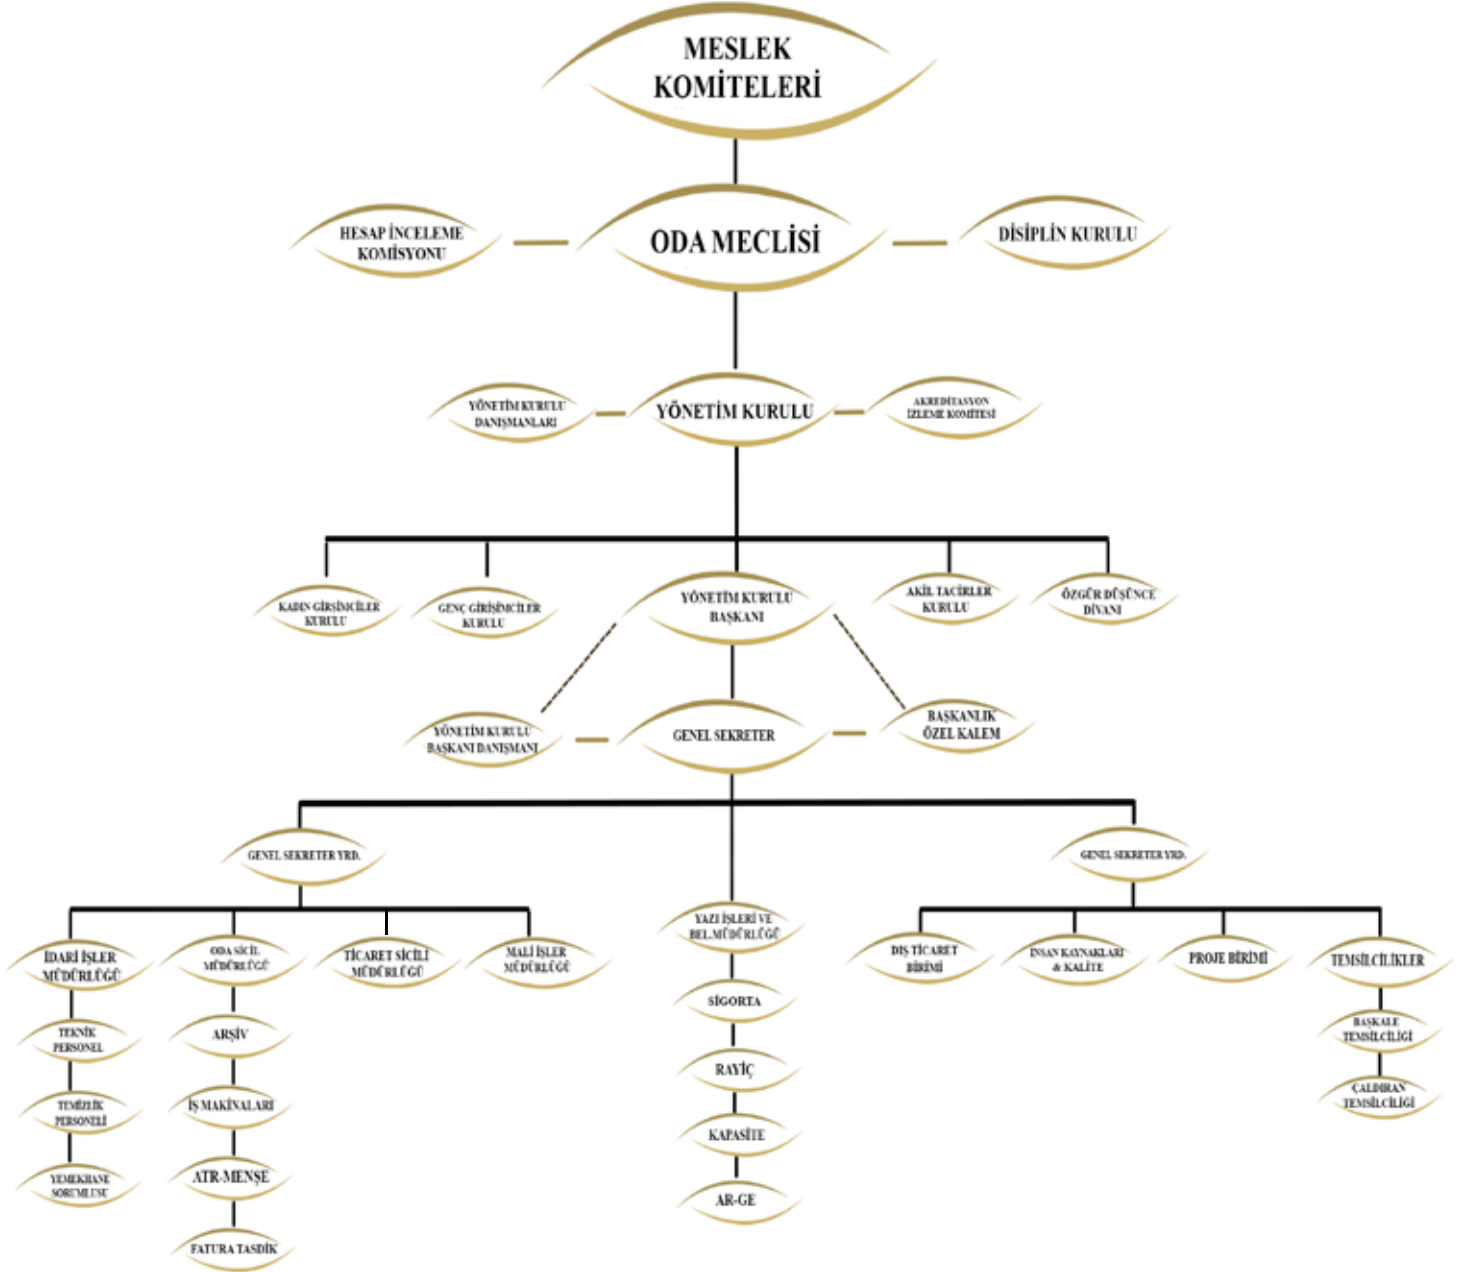 MESLEK
KOMİTELERİ
HESAP İNCELEME
KOMİSYONU
ODA MECLİSİ
DİSİPLİN KURULU
YÖNETİM KURULU
DANIŞMANLARI
YÖNETİM KURULU
AKREDİTASYON
İZLEME KOMİTESİ
KADIN GİRŞİMCİLER
KURULU
GENÇ GİRİŞİMCİLER
KURULU
YÖNETİM KURULU
BAŞKANI
AKİL TACİRLER
KURULU
ÖZGÜR DÜŞÜNCE
DİVANI
YÖNETİM KURULU
BAŞKANI DANIŞMANI
GENEL SEKRETER
BAŞKANLIK
ÖZEL KALEM
GENEL SEKRETER YRD.
GENEL SEKRETER YRD.
İDARİ İŞLER
MÜDÜRLÜĞÜ
ODA SİCİL
MÜDÜRLÜĞÜ
TİCARET SİCİLİ
MÜDÜRLÜĞÜ
MALİ İŞLER
MÜDÜRLÜĞÜ
YAZI İŞLERİ VE
BEL.MÜDÜRLÜĞÜ
DIŞ TİCARET
BİRİMİ
İNSAN KAYNAKLARI
& KALİTE
PROJE BİRİMİ
TEMSİLCİLİKLER
TEKNİK
PERSONEL
TEMİZLİK
PERSONELİ
YEMEKHANE
SORUMLUSU
ARŞİV
İŞ MAKİNALARI
ATR-MENŞE
FATURA TASDİK
SİGORTA
RAYİÇ
KAPASİTE
AR-GE
BAŞKALE
TEMSİLCİLİĞİ
ÇALDIRAN
TEMSİLCİLİĞİ